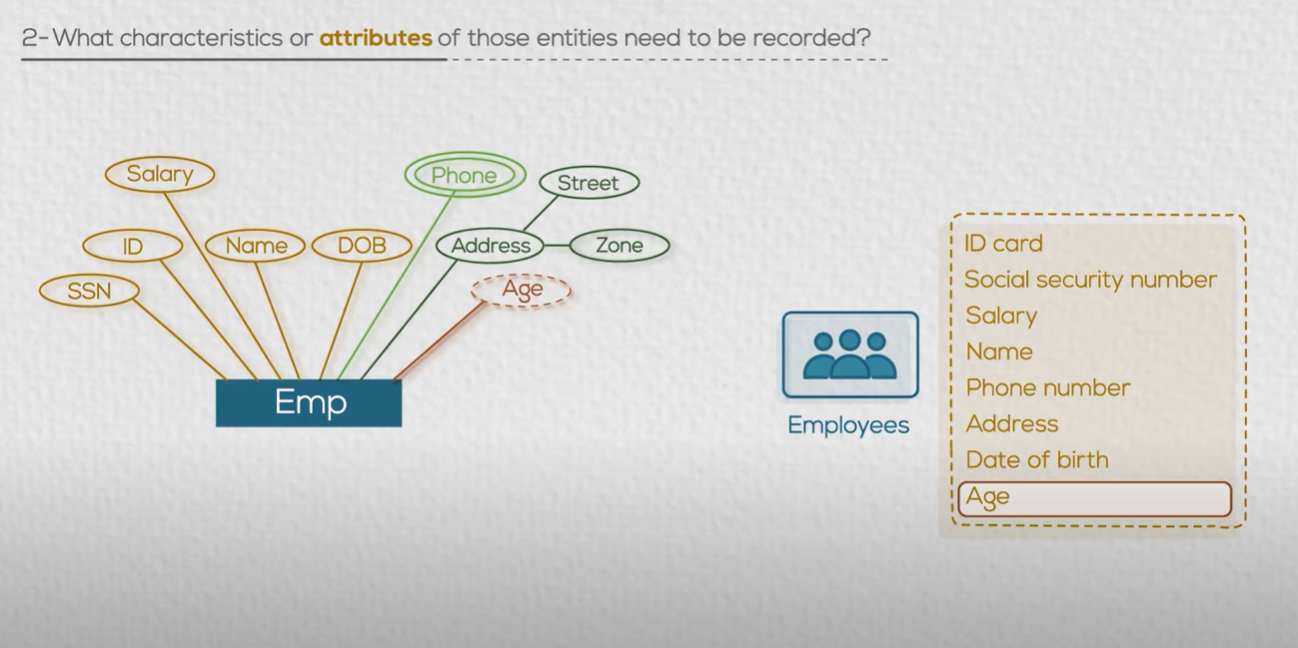 2- What characteristics or attributes of those entities need to be recorded?
Salary
Phone
Street
ID
Name
DOB
Address
Zone
SSN
Age
Emp
Employees
ID card
Social security number
Salary
Name
Phone number
Address
Date of birth
Age